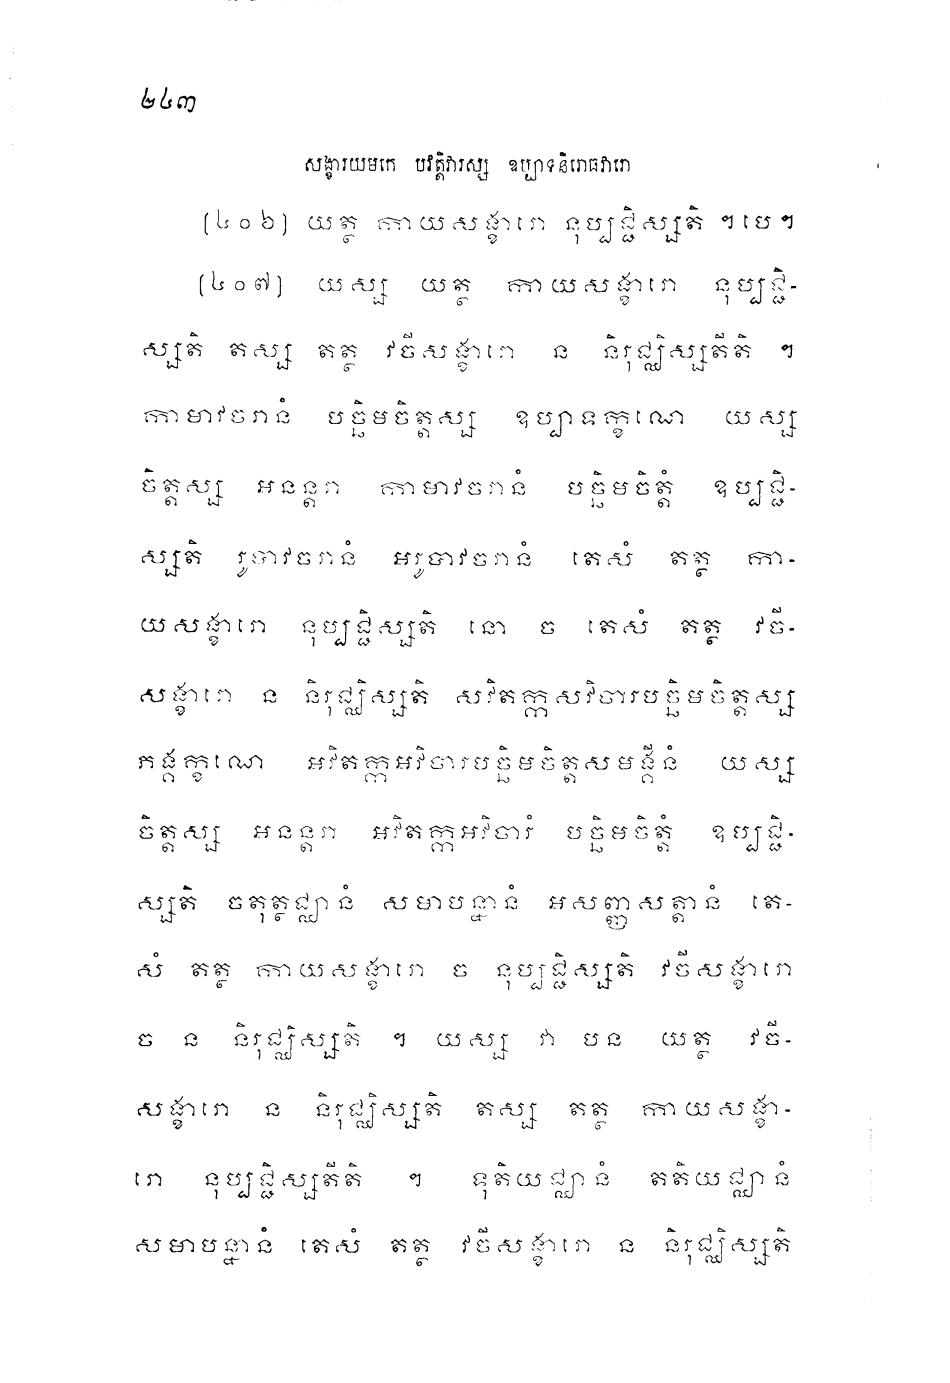 ២៤៣
សង្ខារយមកេ បវត្តិវារស្ស ឧប្បាទនិរោធវារោ
(៤០៦) យត្ថ កាយសង្ខារោ នុប្បជ្ជិស្សតិ ។បេ។
(៤០៧) យស្ស យត្ថ កាយសង្ខារោ នុប្បជ្ជិ-
ស្សតិ តស្ស តត្ថ វចីសង្ខារោ ន និរុជ្ឈិស្សតីតិ ។
កាមាវចរានំ បច្ឆិមចិត្តស្ស ឧប្បាទក្ខណេ យស្ស
ចិត្តស្ស អនន្តរា កាមាវចរានំ បច្ឆិមចិត្តំ ឧប្បជ្ជិ-
ស្សតិ រូបាវចរានំ អរូបាវចរានំ តេសំ តត្ថ កា-
យសង្ខារោ នុប្បជ្ជិស្សតិ នោ ច តេសំ តត្ថ វចី-
សង្ខារោ ន និរុជ្ឈិស្សតិ សវិតក្កសវិចារបច្ឆិមចិត្តស្ស
ភង្គក្ខណេ អវិតក្កអវិចារបច្ឆិមចិត្តសមង្គីនំ យស្ស
ចិត្តស្ស អនន្តរា អវិតក្កអវិចារំ បច្ឆិមចិត្តំ ឧប្បជ្ជិ-
ស្សតិ ចតុត្ថជ្ឈានំ សមាបន្នានំ អសញ្ញសត្តានំ តេ-
សំ តត្ថ កាយសង្ខារោ ច នុប្បជ្ជិស្សតិ វចីសង្ខារោ
ច ន និរុជ្ឈិស្សតិ ។ យស្ស វា បន យត្ថ វចី-
សង្ខារោ ន និរុជ្ឈិស្សតិ តស្ស តត្ថ កាយសង្ខា-
រោ នុប្បជ្ជិស្សតីតិ ។ ទុតិយជ្ឈានំ តតិយជ្ឈានំ
សមាបន្នានំ តេសំ តត្ថ វចីសង្ខារោ ន និរុជ្ឈិស្សតិ